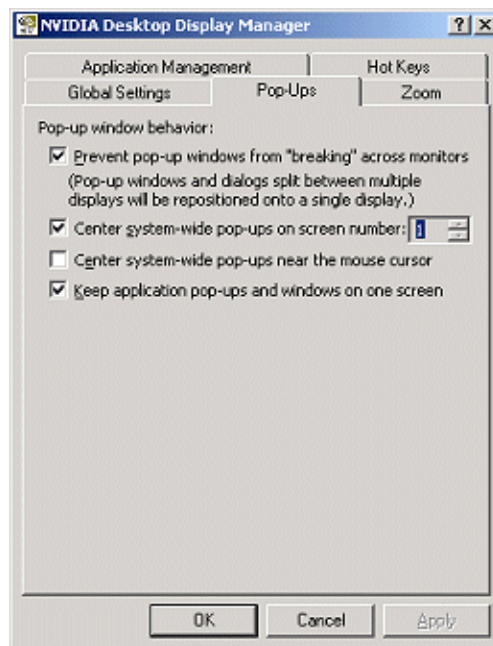 NVIDIA Desktop Display Manager
Application Management Hot Keys
Global Settings Pop-Ups Zoom
Pop-up window behavior:
Prevent pop-up windows from "breaking" across monitors
(Pop-up windows and dialogs split between multiple
displays will be repositioned onto a single display.)
Center system-wide pop-ups on screen number: 1
Center system-wide pop-ups near the mouse cursor
Keep application pop-ups and windows on one screen
OK Cancel Apply